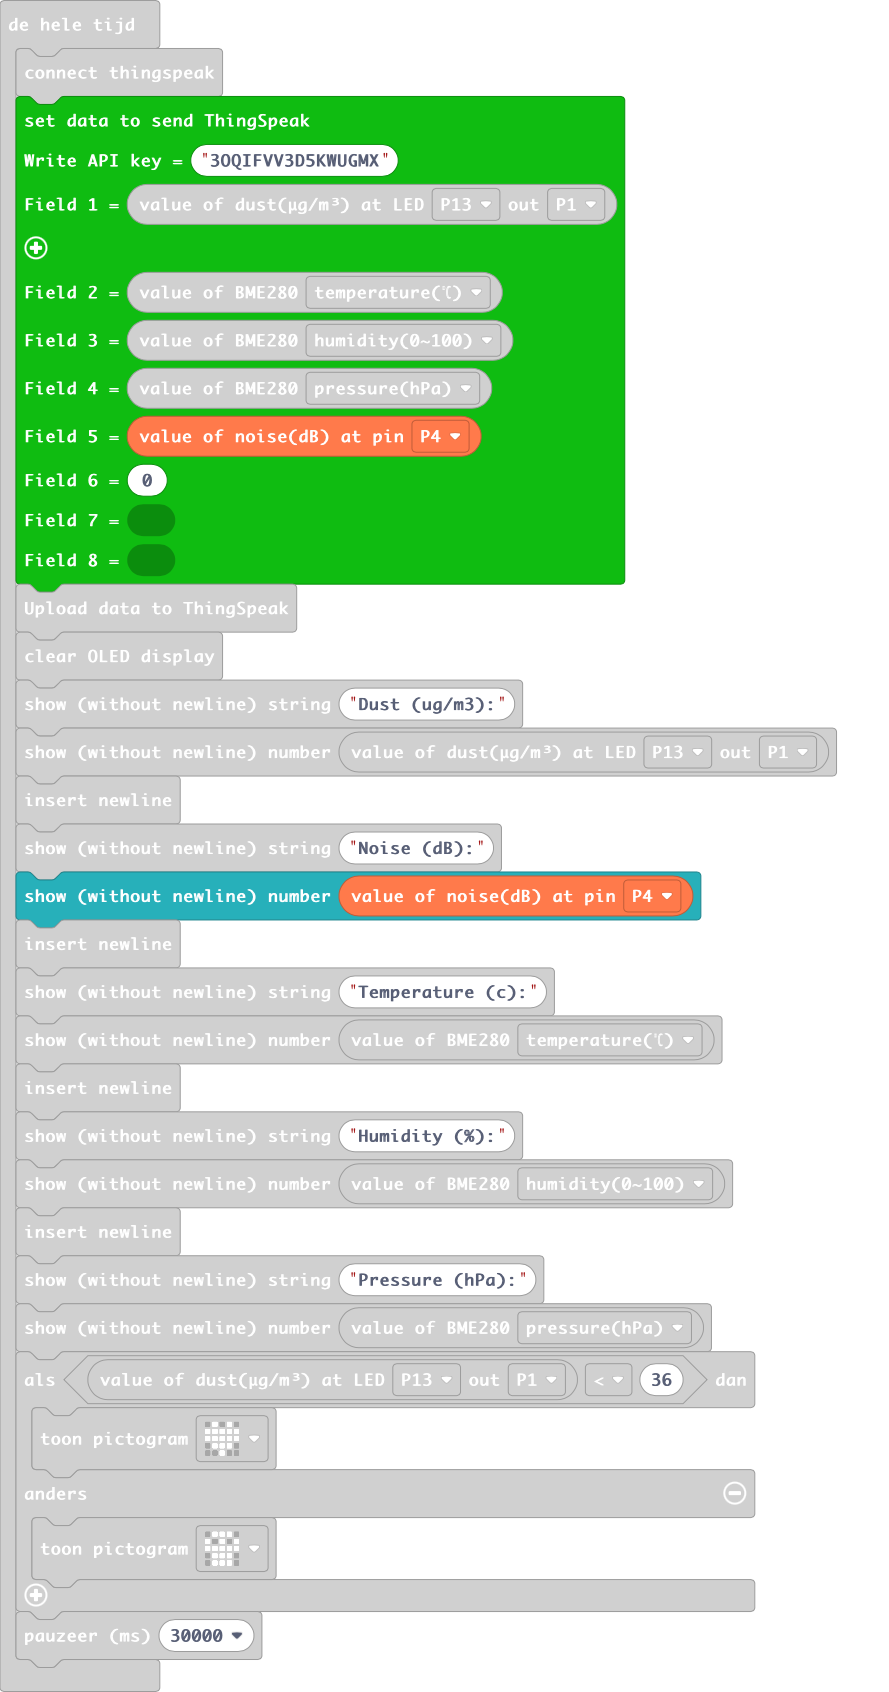 de hele tijd
connect thingspeak
set data to send ThingSpeak
Write API key = "3OQIFVV3D5KWUGMX"
Field 1 = value of dust(μg/m³) at LED P13 out P1
Field 2 = value of BME280 temperature(℃)
Field 3 = value of BME280 humidity(0~100)
Field 4 = value of BME280 pressure(hPa)
Field 5 = value of noise(dB) at pin P4
Field 6 = 0
Field 7 =
Field 8 =
Upload data to ThingSpeak
clear OLED display
show (without newline) string "Dust (ug/m3):"
show (without newline) number value of dust(μg/m³) at LED P13 out P1
insert newline
show (without newline) string "Noise (dB):"
show (without newline) number value of noise(dB) at pin P4
insert newline
show (without newline) string "Temperature (c):"
show (without newline) number value of BME280 temperature(℃)
insert newline
show (without newline) string "Humidity (%):"
show (without newline) number value of BME280 humidity(0~100)
insert newline
show (without newline) string "Pressure (hPa):"
show (without newline) number value of BME280 pressure(hPa)
als value of dust(μg/m³) at LED P13 out P1 < 36 dan
toon pictogram
anders
toon pictogram
pauzeer (ms) 30000